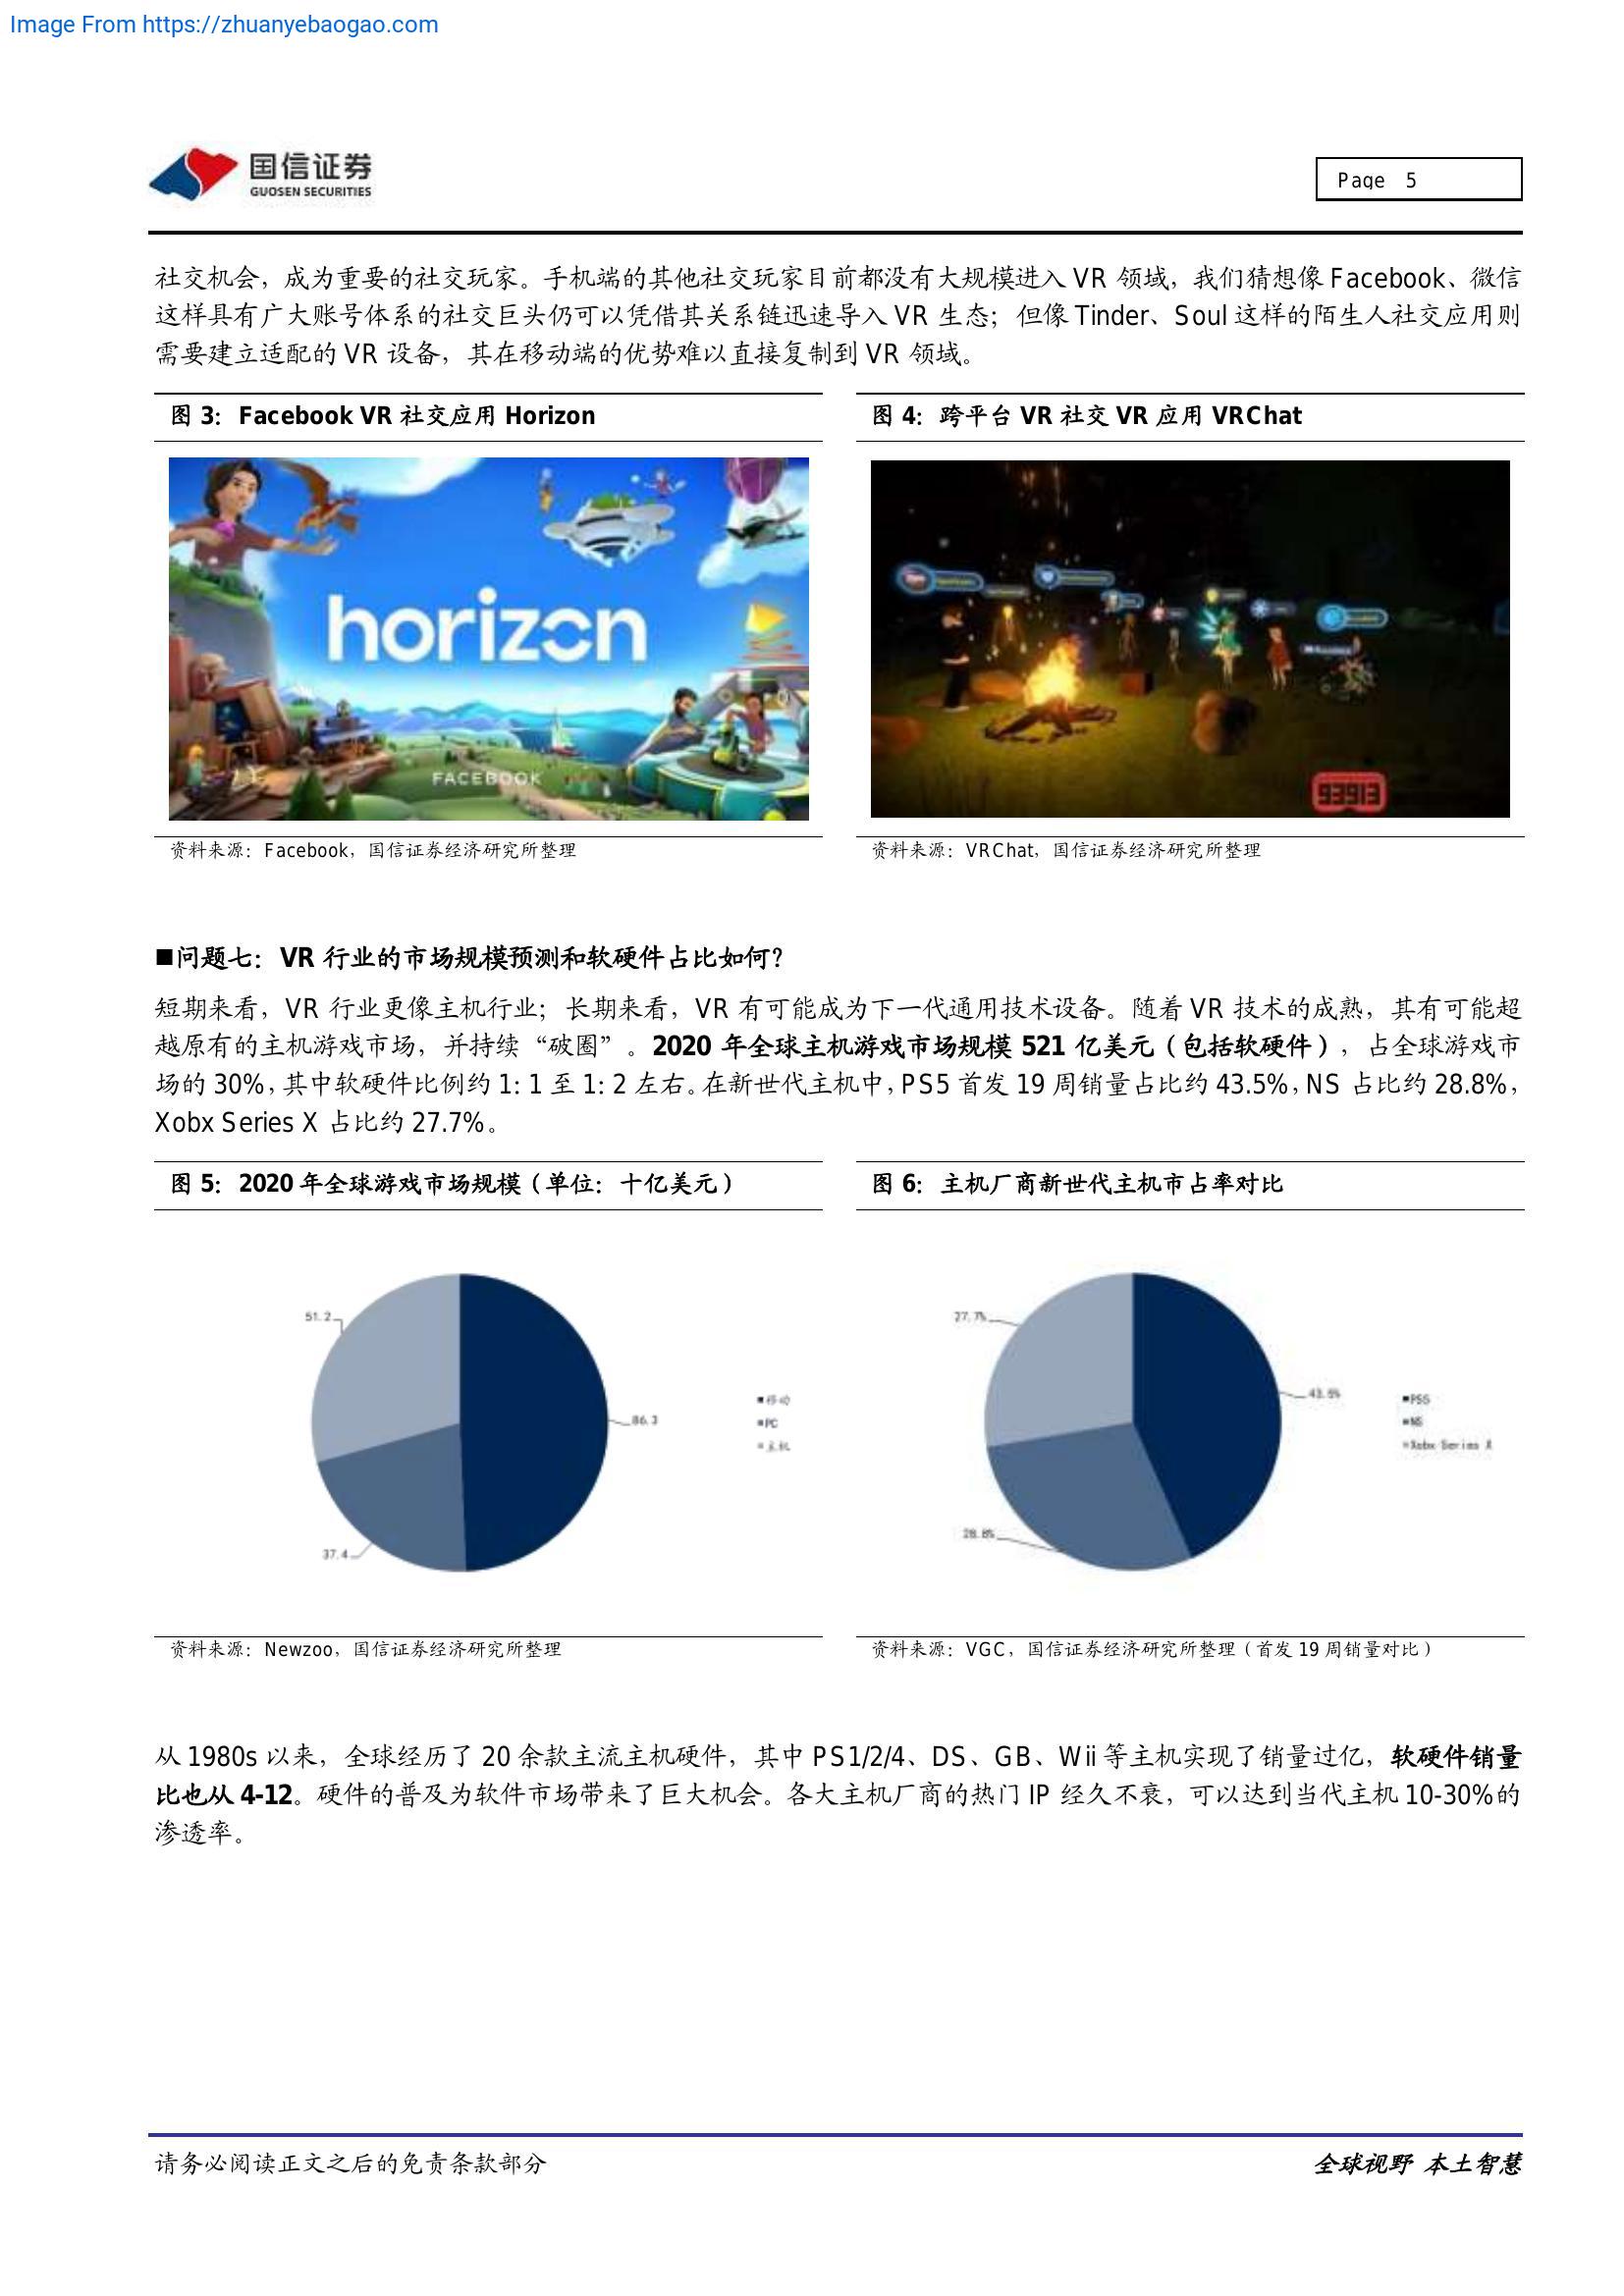 Image From https://zhuanyebaogao.com
国信证券
GUOSEN SECURITIES
Page 5
社交机会，成为重要的社交玩家。手机端的其他社交玩家目前都没有大规模进入 VR 领域，我们猜想像 Facebook、微信
这样具有广大账号体系的社交巨头仍可以凭借其关系链迅速导入 VR 生态；但像 Tinder、Soul 这样的陌生人社交应用则
需要建立适配的 VR 设备，其在移动端的优势难以直接复制到 VR 领域。
图 3：Facebook VR 社交应用 Horizon
图 4：跨平台 VR 社交 VR 应用 VRChat
horizon
FACEBOOK
资料来源：Facebook，国信证券经济研究所整理
资料来源：VRChat，国信证券经济研究所整理
■问题七：VR 行业的市场规模预测和软硬件占比如何？
短期来看，VR 行业更像主机行业；长期来看，VR 有可能成为下一代通用技术设备。随着 VR 技术的成熟，其有可能超
越原有的主机游戏市场，并持续“破圈”。2020 年全球主机游戏市场规模 521 亿美元（包括软硬件），占全球游戏市
场的 30%，其中软硬件比例约 1：1 至 1：2 左右。在新世代主机中，PS5 首发 19 周销量占比约 43.5%，NS 占比约 28.8%，
Xobx Series X 占比约 27.7%。
图 5：2020 年全球游戏市场规模（单位：十亿美元）
图 6：主机厂商新世代主机市占率对比
51.2
86.3
37.4
PC
27.7%
43.5%
28.8%
PS5
NS
Xobx Series X
资料来源：Newzoo，国信证券经济研究所整理
资料来源：VGC，国信证券经济研究所整理（首发 19 周销量对比）
从 1980s 以来，全球经历了 20 余款主流主机硬件，其中 PS1/2/4、DS、GB、Wii 等主机实现了销量过亿，软硬件销量
比也从 4-12。硬件的普及为软件市场带来了巨大机会。各大主机厂商的热门 IP 经久不衰，可以达到当代主机 10-30%的
渗透率。
请务必阅读正文之后的免责条款部分
全球视野 本土智慧